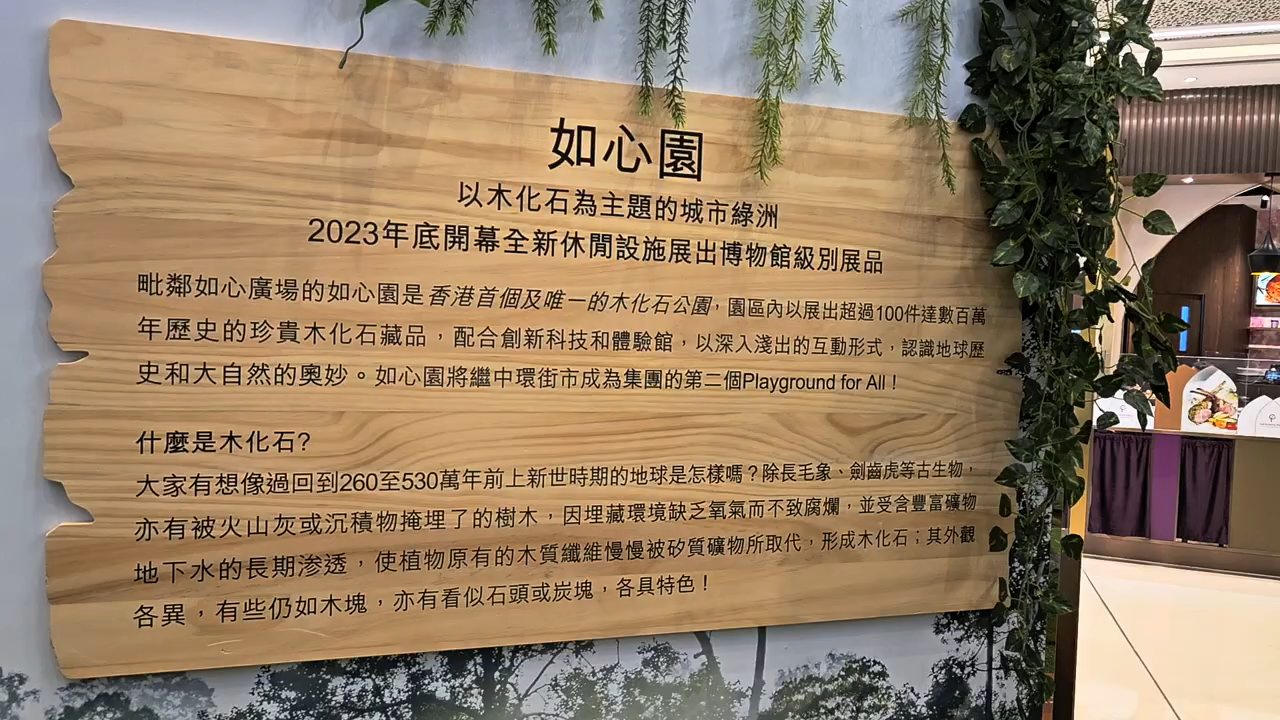 如心園
以木化石為主題的城市綠洲
2023年底開幕全新休閒設施展出博物館級別展品
毗鄰如心廣場的如心園是香港首個及唯一的木化石公園，園區內以展出超過100件達數百萬
年歷史的珍貴木化石藏品，配合創新科技和體驗館，以深入淺出的互動形式，認識地球歷
史和大自然的奧妙。如心園將繼中環街市成為集團的第二個Playground for All！
什麼是木化石?
大家有想像過回到260至530萬年前上新世時期的地球是怎樣嗎？除長毛象、劍齒虎等古生物，
亦有被火山灰或沉積物掩埋了的樹木，因埋藏環境缺乏氧氣而不致腐爛，並受含豐富礦物
地下水的長期渗透，使植物原有的木質纖維慢慢被矽質礦物所取代，形成木化石；其外觀
各異，有些仍如木塊，亦有看似石頭或炭塊，各具特色！